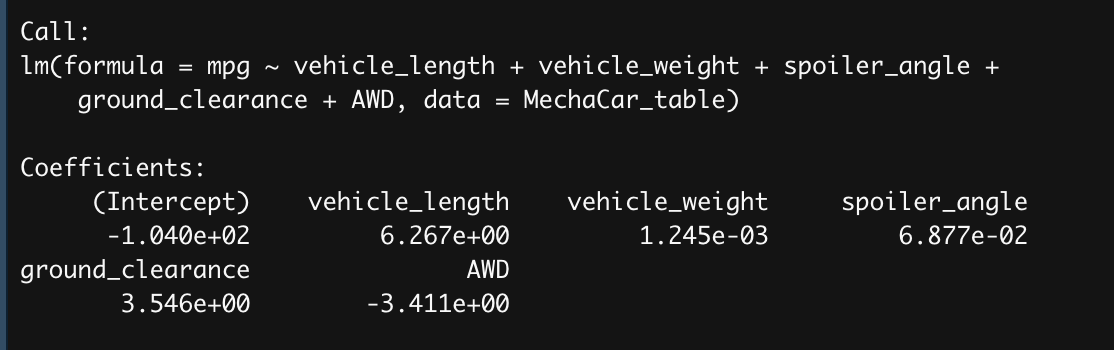 Call:
lm(formula = mpg ~ vehicle_length + vehicle_weight + spoiler_angle +
    ground_clearance + AWD, data = MechaCar_table)

Coefficients:
     (Intercept)    vehicle_length    vehicle_weight     spoiler_angle
      -1.040e+02         6.267e+00         1.245e-03         6.877e-02
ground_clearance               AWD
       3.546e+00        -3.411e+00